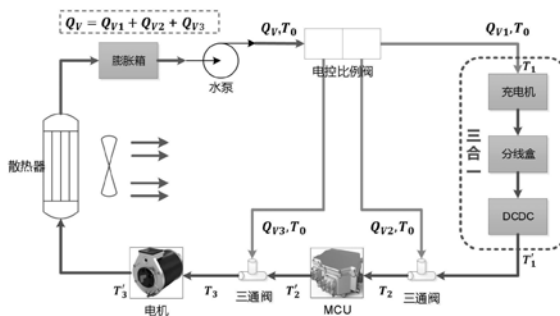 Q_V = Q_V1 + Q_V2 + Q_V3
膨胀箱
水泵
Q_V, T_0
电控比例阀
Q_V1, T_0
T_1
充电机
三合一
分线盒
DCDC
散热器
Q_V3, T_0
Q_V2, T_0
T'_1
T'_3
电机
T_3
三通阀
T'_2
MCU
T_2
三通阀